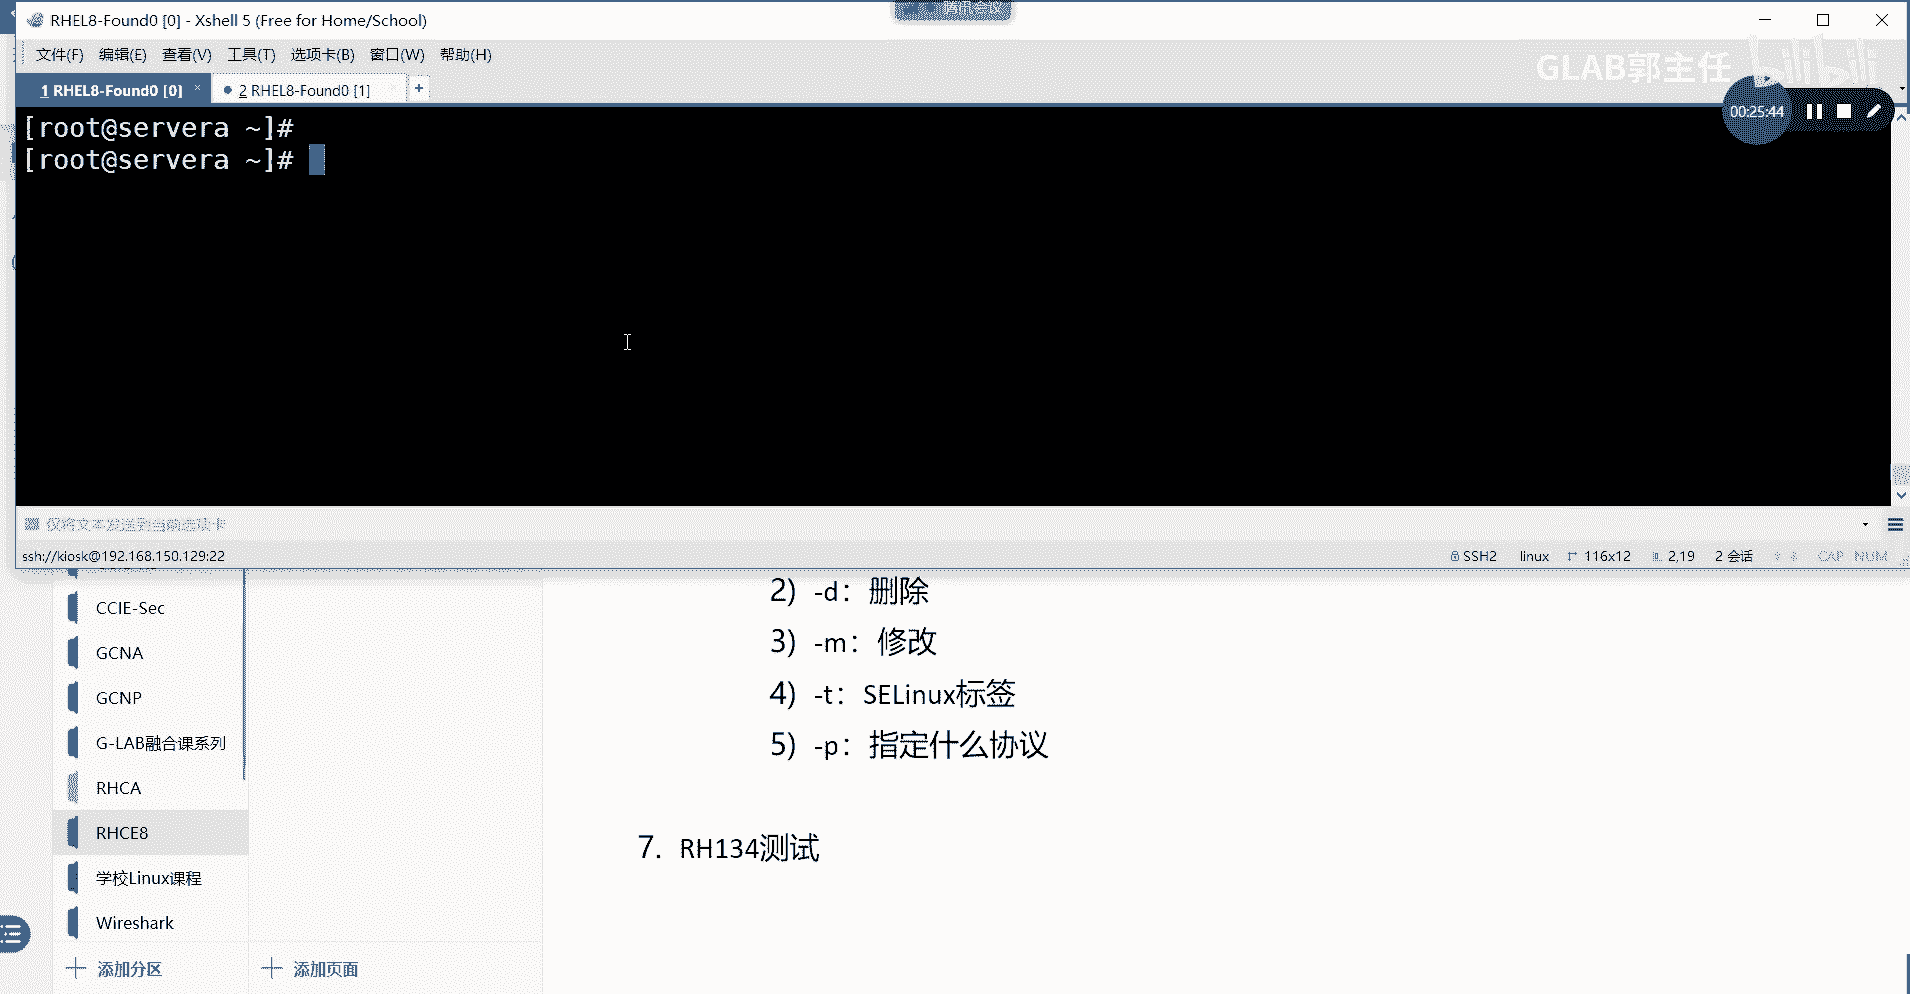 RHEL8-Found0 [0] - Xshell 5 (Free for Home/School)
腾讯会议
文件(F) 编辑(E) 查看(V) 工具(T) 选项卡(B) 窗口(W) 帮助(H)
GLAB郭主任 bilibili
1 RHEL8-Found0 [0] × 2 RHEL8-Found0 [1] +
00:25:44
[root@servera ~]#
[root@servera ~]#
仅将文本发送到当前选项卡
ssh://kiosk@192.168.150.129:22 SSH2 linux 116x12 2,19 2 会话 CAP NUM
2) -d：删除
CCIE-Sec
3) -m：修改
GCNA
4) -t：SELinux标签
GCNP
5) -p：指定什么协议
G-LAB融合课系列
RHCA
RHCE8
7. RH134测试
学校Linux课程
Wireshark
添加分区 添加页面